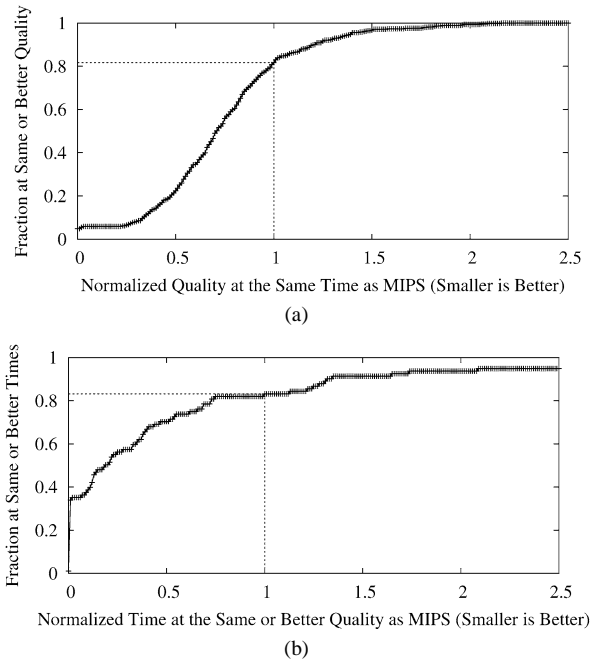 (a)
Fraction at Same or Better Quality
1
0.8
0.6
0.4
0.2
0
0 0.5 1 1.5 2 2.5
Normalized Quality at the Same Time as MIPS (Smaller is Better)
(a)
Fraction at Same or Better Times
1
0.8
0.6
0.4
0.2
0
0 0.5 1 1.5 2 2.5
Normalized Time at the Same or Better Quality as MIPS (Smaller is Better)
(b)